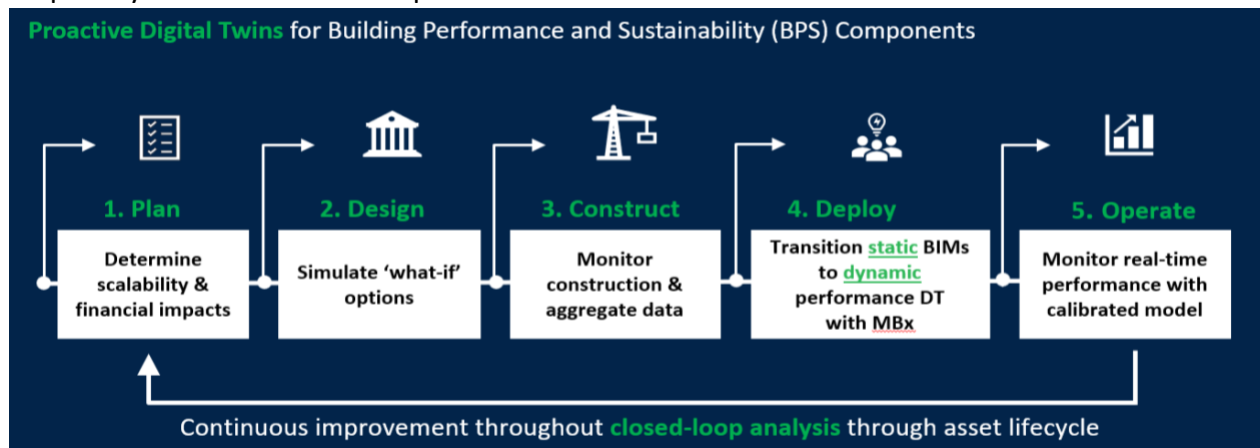 Proactive Digital Twins for Building Performance and Sustainability (BPS) Components
1. Plan
Determine
scalability &
financial impacts
2. Design
Simulate ‘what-if’
options
3. Construct
Monitor
construction &
aggregate data
4. Deploy
Transition static BIMs
to dynamic
performance DT
with MBx
5. Operate
Monitor real-time
performance with
calibrated model
Continuous improvement throughout closed-loop analysis through asset lifecycle